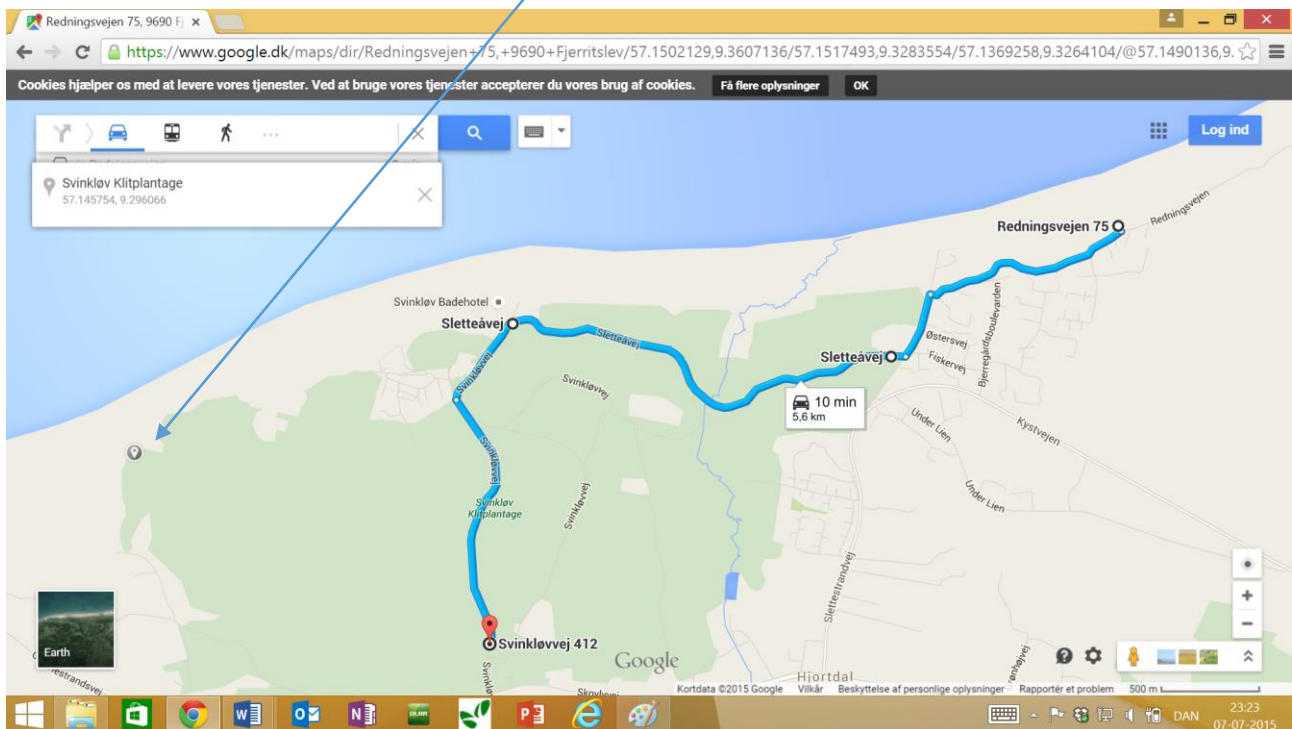 Redningsvejen 75, 9690 Fj
https://www.google.dk/maps/dir/Redningsvejen+75,+9690+Fjerritslev/57.1502129,9.3607136/57.1517493,9.3283554/57.1369258,9.3264104/@57.1490136,9.
Cookies hjælper os med at levere vores tjenester. Ved at bruge vores tjenester accepterer du vores brug af cookies. Få flere oplysninger OK
Log ind
Svinkløv Klitplantage
57.145754, 9.296066
Redningsvejen 75
Redningsvejen
Svinkløv Badehotel
Sletteåvej
Sletteåvej
Bjerregårdsboulevarden
Østersvej
Fiskervej
Sletteåvej
Svinkløvvej
Svinkløvvej
10 min
5,6 km
Under Lien
Kystvejen
Svinkløvvej
Svinkløv
Klitplantage
Svinkløvvej
Under Lien
Slettestrandvej
Earth
Svinkløvvej 412
Google
Hjortdal
Kortdata ©2015 Google Vilkår Beskyttelse af personlige oplysninger Rapportér et problem 500 m
DAN
23:23
07-07-2015